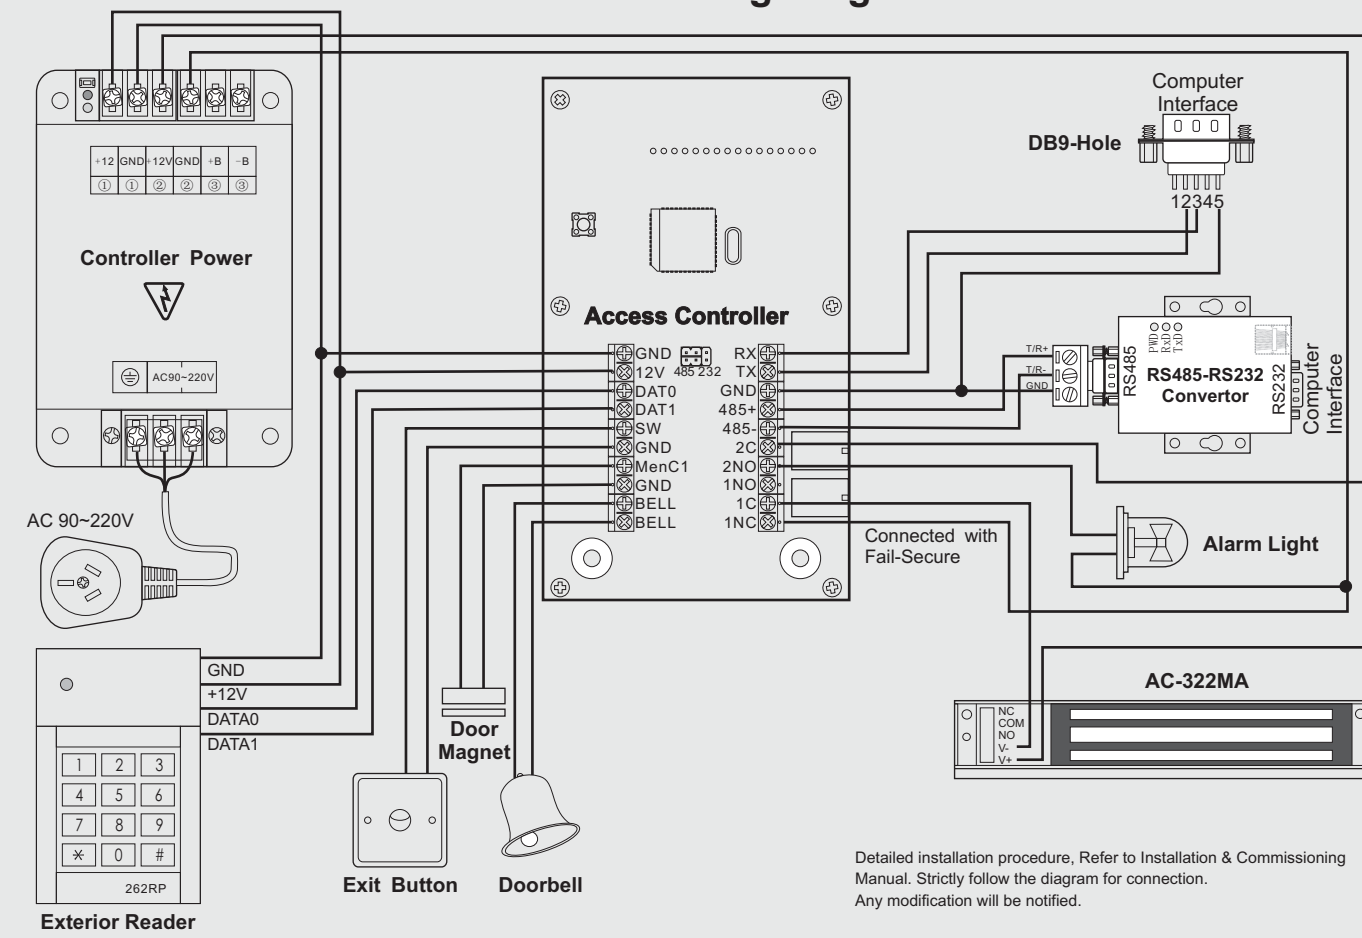 Computer
Interface
DB9-Hole
12345
+12 GND +12V GND +B -B
① ① ② ② ③ ③
Controller Power
AC90~220V
AC 90~220V
Access Controller
485 232
GND
12V
DAT0
DAT1
SW
GND
MenC1
GND
BELL
BELL
RX
TX
GND
485+
485-
2C
2NO
1NO
1C
1NC
T/R+
T/R-
GND
RS485
PWD
RxD
TxD
RS485-RS232
Convertor
RS232
Computer
Interface
Connected with
Fail-Secure
Alarm Light
AC-322MA
NC
COM
NO
V-
V+
GND
+12V
DATA0
DATA1
1 2 3
4 5 6
7 8 9
* 0 #
262RP
Exterior Reader
Door
Magnet
Exit Button
Doorbell
Detailed installation procedure, Refer to Installation & Commissioning
Manual. Strictly follow the diagram for connection.
Any modification will be notified.